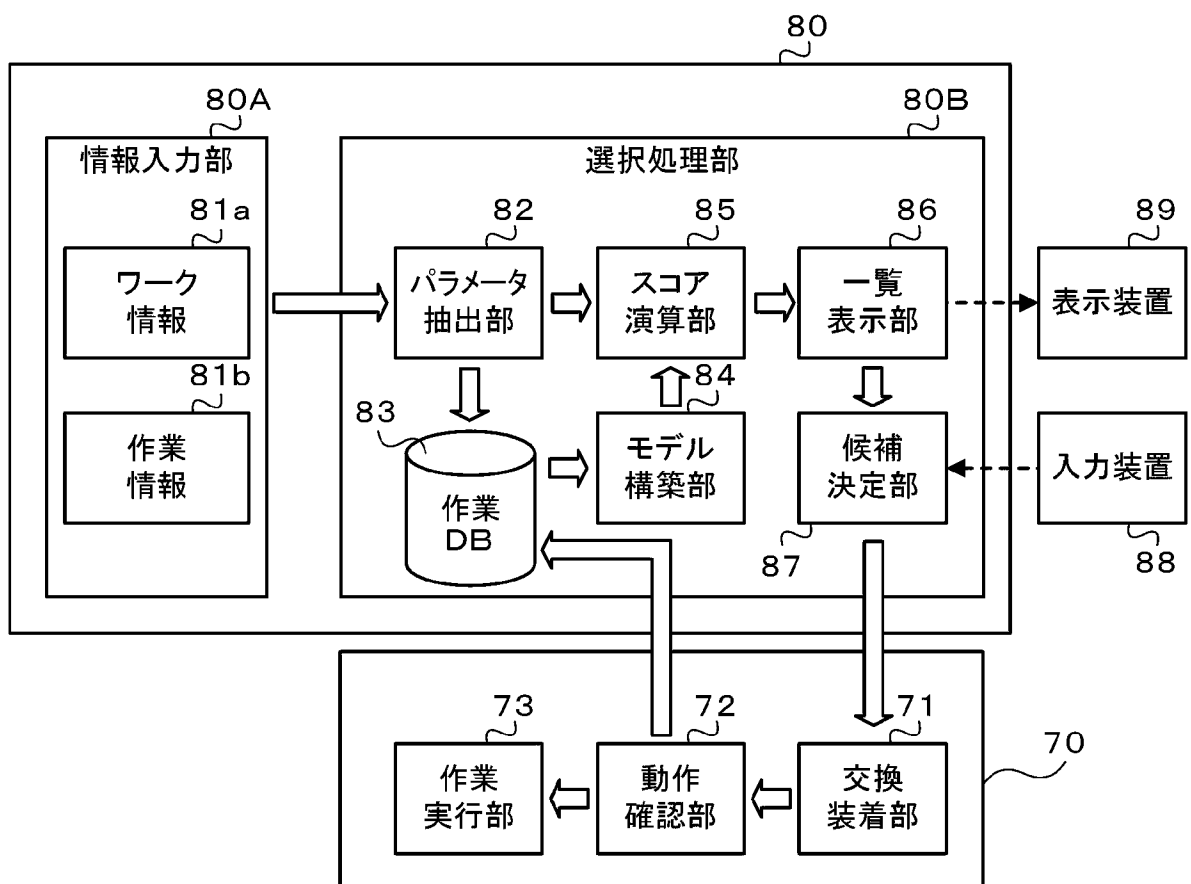 80
80A
80B
情報入力部
選択処理部
81a
82
85
86
89
ワーク
情報
パラメータ
抽出部
スコア
演算部
一覧
表示部
表示装置
81b
83
84
作業
情報
作業
DB
モデル
構築部
候補
決定部
入力装置
87
88
73
72
71
70
作業
実行部
動作
確認部
交換
装着部